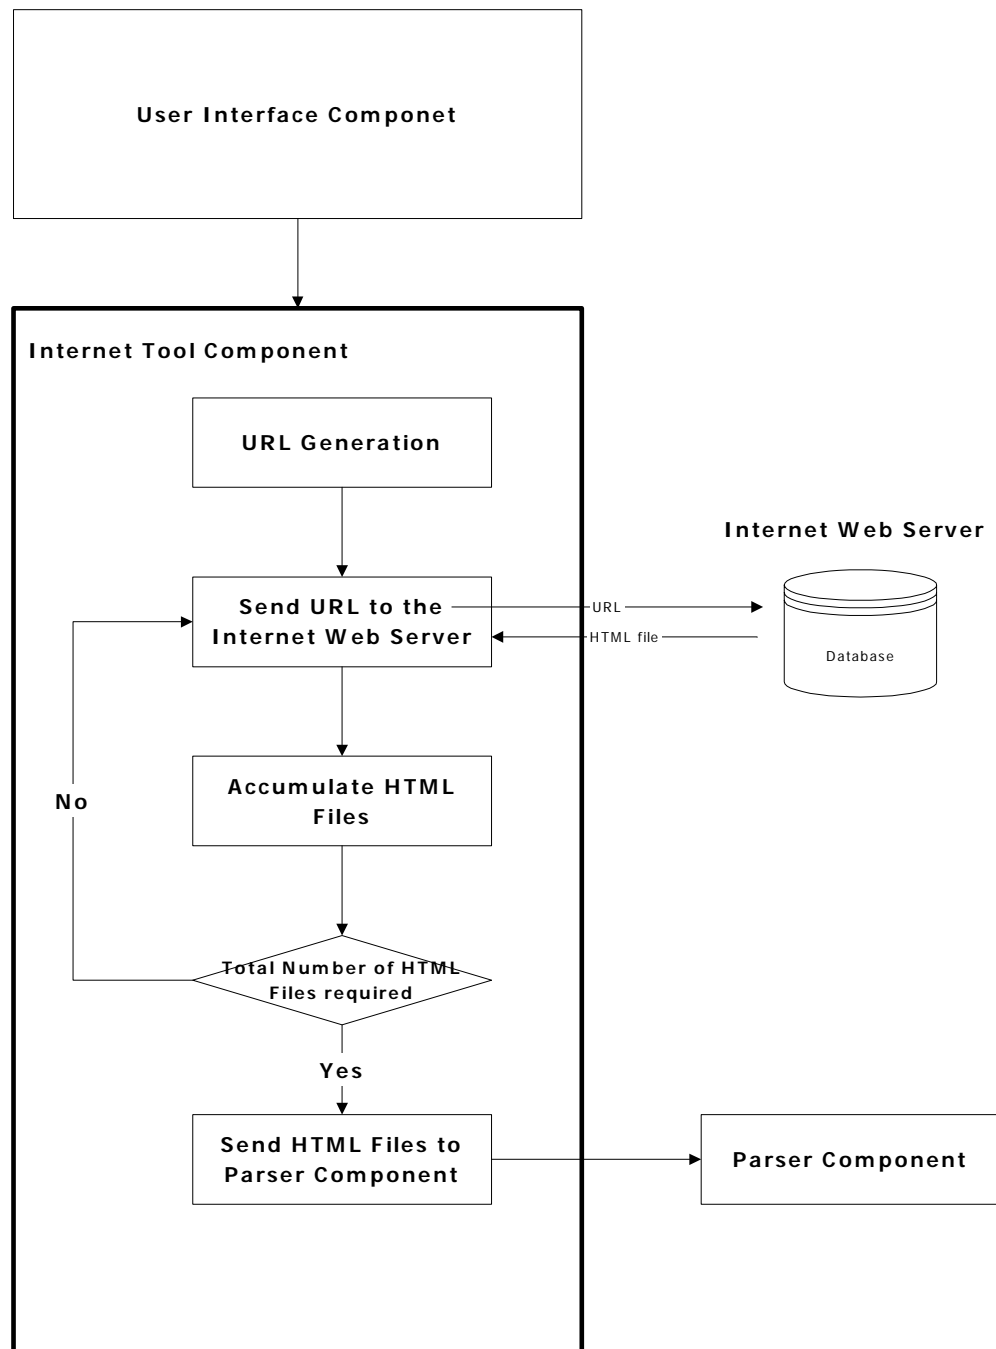 User Interface Componet
Internet Tool Component
URL Generation
Internet Web Server
Send URL to the
Internet Web Server
URL
HTML file
Database
Accumulate HTML
Files
No
Total Number of HTML
Files required
Yes
Send HTML Files to
Parser Component
Parser Component